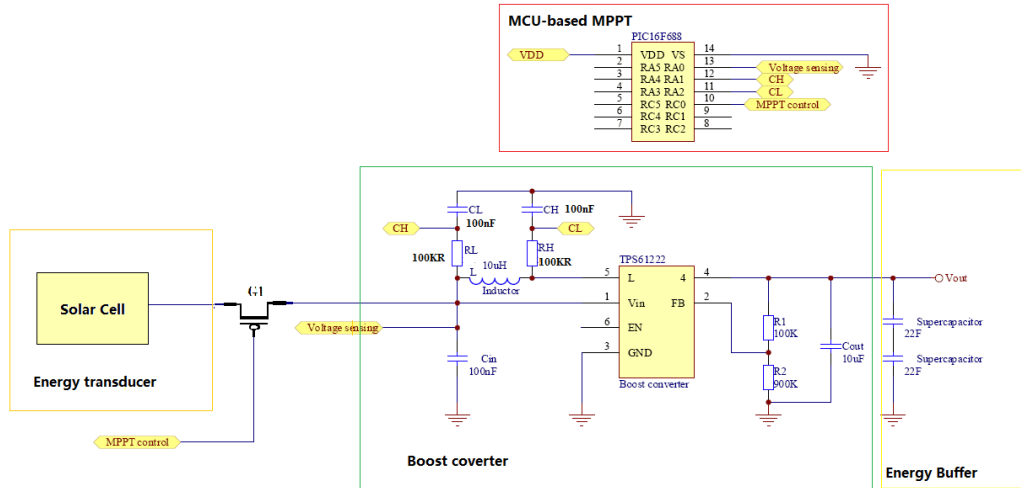 MCU-based MPPT
PIC16F688
VDD
1 VDD VS 14
2 RA5 RA0 13 Voltage sensing
3 RA4 RA1 12 CH
4 RA3 RA2 11 CL
5 RC5 RC0 10 MPPT control
6 RC4 RC1 9
7 RC3 RC2 8
CL
100nF
CH 100nF
CH
CL
RL
100KR
RH
100KR
10uH
L
Inductor
TPS61222
5 L 4 4
1 Vin FB 2
6 EN
3 GND
Boost converter
Vout
Solar Cell
G1
Voltage sensing
Cin
100nF
R1
100K
R2
900K
Cout
10uF
Supercapacitor
22F
Supercapacitor
22F
Energy transducer
MPPT control
Boost coverter
Energy Buffer